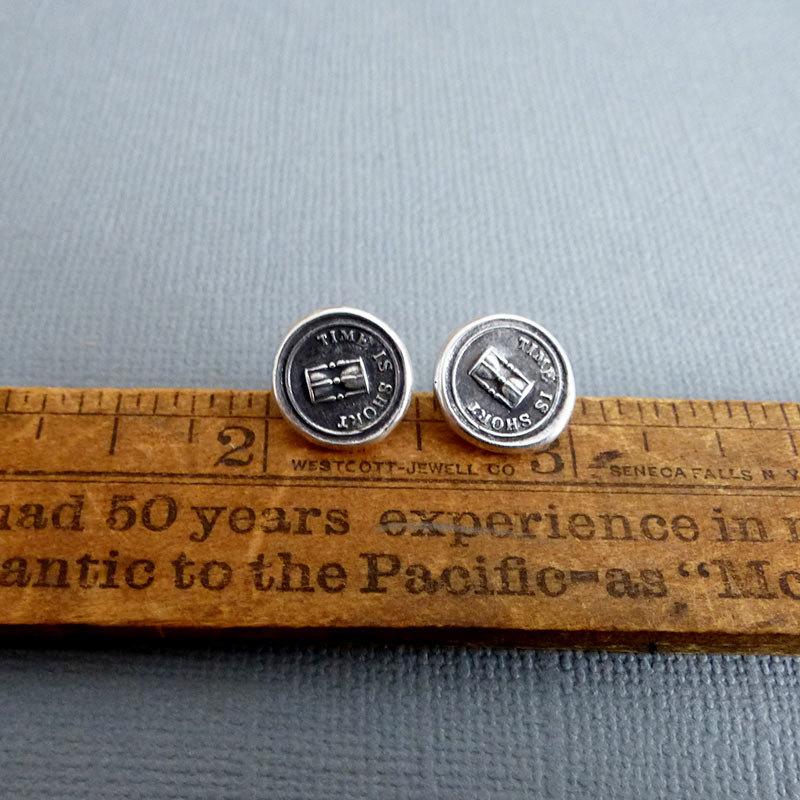 TIME IS SHORT
TIME IS SHORT
2 3
WESTCOTT-JEWELL CO SENECA FALLS N Y
had 50 years experience in
antic to the Pacific-as "Mc